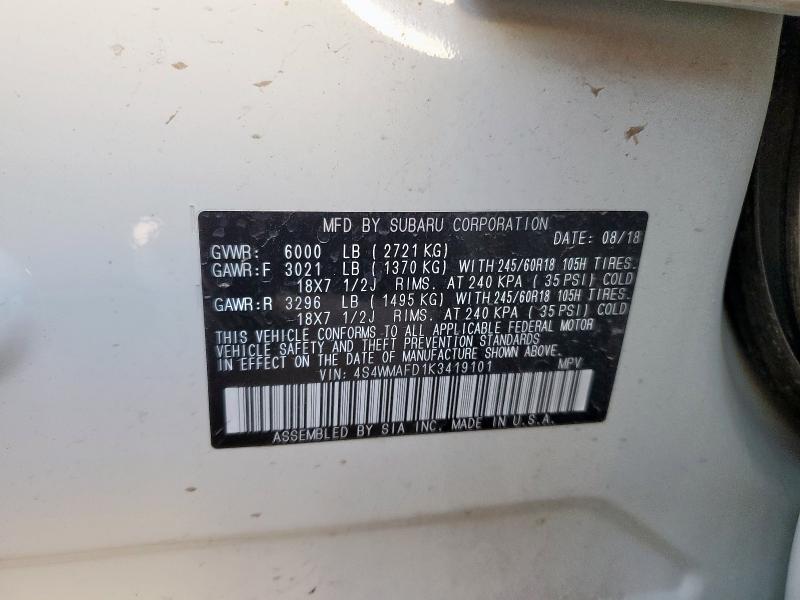 MFD BY SUBARU CORPORATION
DATE: 08/18
GVWR: 6000 LB (2721 KG)
GAWR:F 3021 LB (1370 KG) WITH 245/60R18 105H TIRES.
18X7 1/2J RIMS. AT 240 KPA (35 PSI) COLD
GAWR:R 3296 LB (1495 KG) WITH 245/60R18 105H TIRES.
18X7 1/2J RIMS. AT 240 KPA (35 PSI) COLD
THIS VEHICLE CONFORMS TO ALL APPLICABLE FEDERAL MOTOR
VEHICLE SAFETY AND THEFT PREVENTION STANDARDS
IN EFFECT ON THE DATE OF MANUFACTURE SHOWN ABOVE.
VIN: 4S4WMAFD1K3419101 MPV
ASSEMBLED BY SIA INC. MADE IN U.S.A.